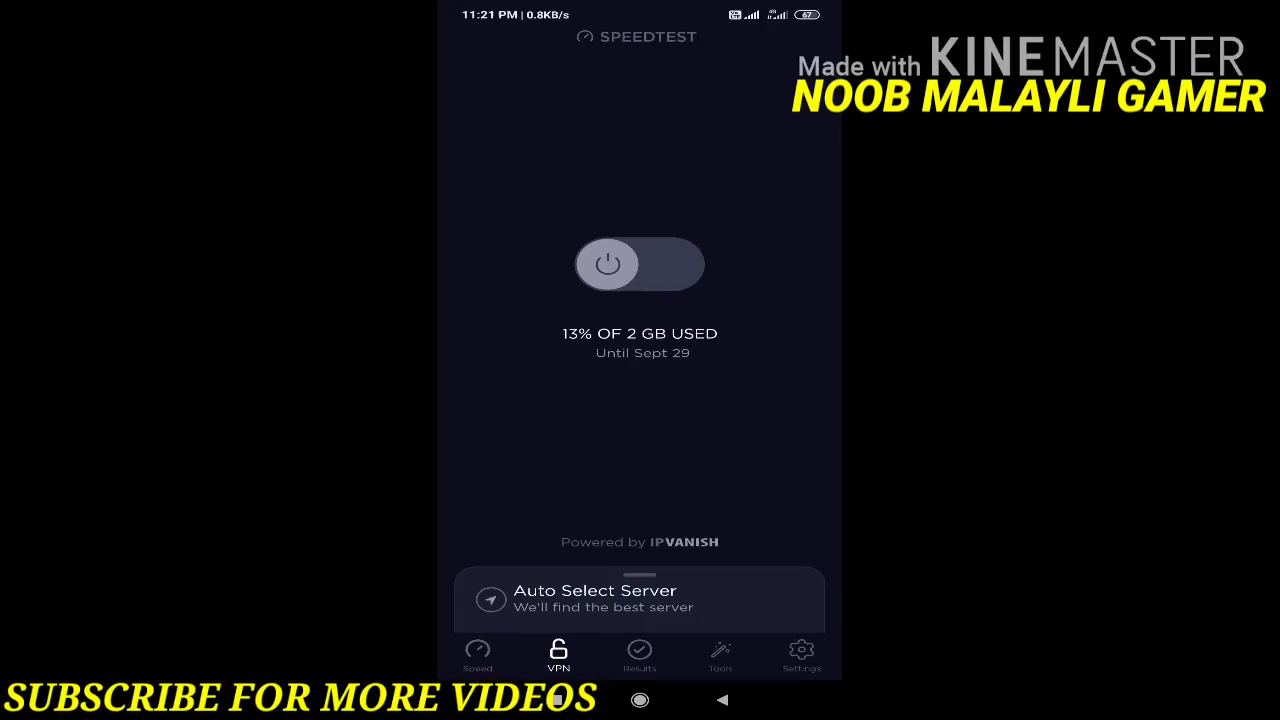 11:21 PM | 0.8KB/s
67
SPEEDTEST
Made with KINEMASTER
NOOB MALAYLI GAMER
13% OF 2 GB USED
Until Sept 29
Powered by IPVANISH
Auto Select Server
We'll find the best server
Speed
VPN
Results
Tools
Settings
SUBSCRIBE FOR MORE VIDEOS